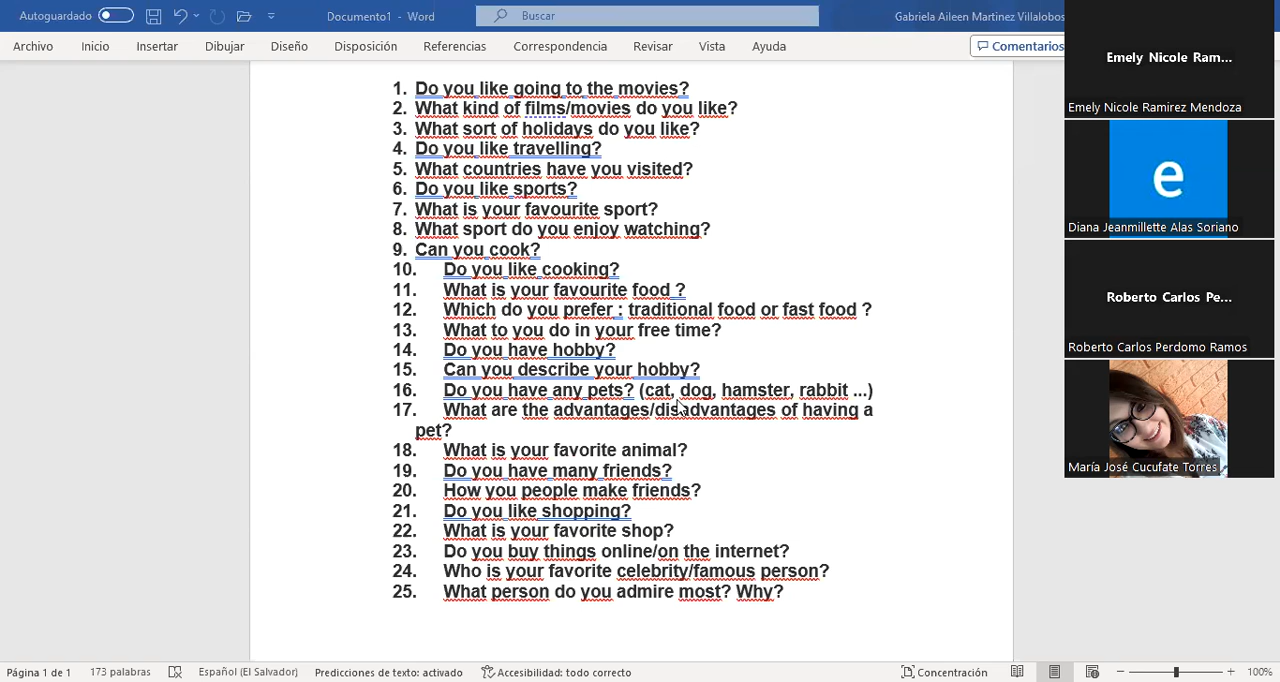 Autoguardado
Documento1 - Word
Buscar
Gabriela Aileen Martinez Villalobos
Archivo Inicio Insertar Dibujar Diseño Disposición Referencias Correspondencia Revisar Vista Ayuda
Comentarios
1. Do you like going to the movies?
2. What kind of films/movies do you like?
3. What sort of holidays do you like?
4. Do you like travelling?
5. What countries have you visited?
6. Do you like sports?
7. What is your favourite sport?
8. What sport do you enjoy watching?
9. Can you cook?
10. Do you like cooking?
11. What is your favourite food ?
12. Which do you prefer : traditional food or fast food ?
13. What to you do in your free time?
14. Do you have hobby?
15. Can you describe your hobby?
16. Do you have any pets? (cat, dog, hamster, rabbit ...)
17. What are the advantages/disadvantages of having a
pet?
18. What is your favorite animal?
19. Do you have many friends?
20. How you people make friends?
21. Do you like shopping?
22. What is your favorite shop?
23. Do you buy things online/on the internet?
24. Who is your favorite celebrity/famous person?
25. What person do you admire most? Why?
Emely Nicole Ram...
Emely Nicole Ramirez Mendoza
e
Diana Jeanmillette Alas Soriano
Roberto Carlos Pe...
Roberto Carlos Perdomo Ramos
María José Cucufate Torres
Página 1 de 1
173 palabras
Español (El Salvador)
Predicciones de texto: activado
Accesibilidad: todo correcto
Concentración
100%